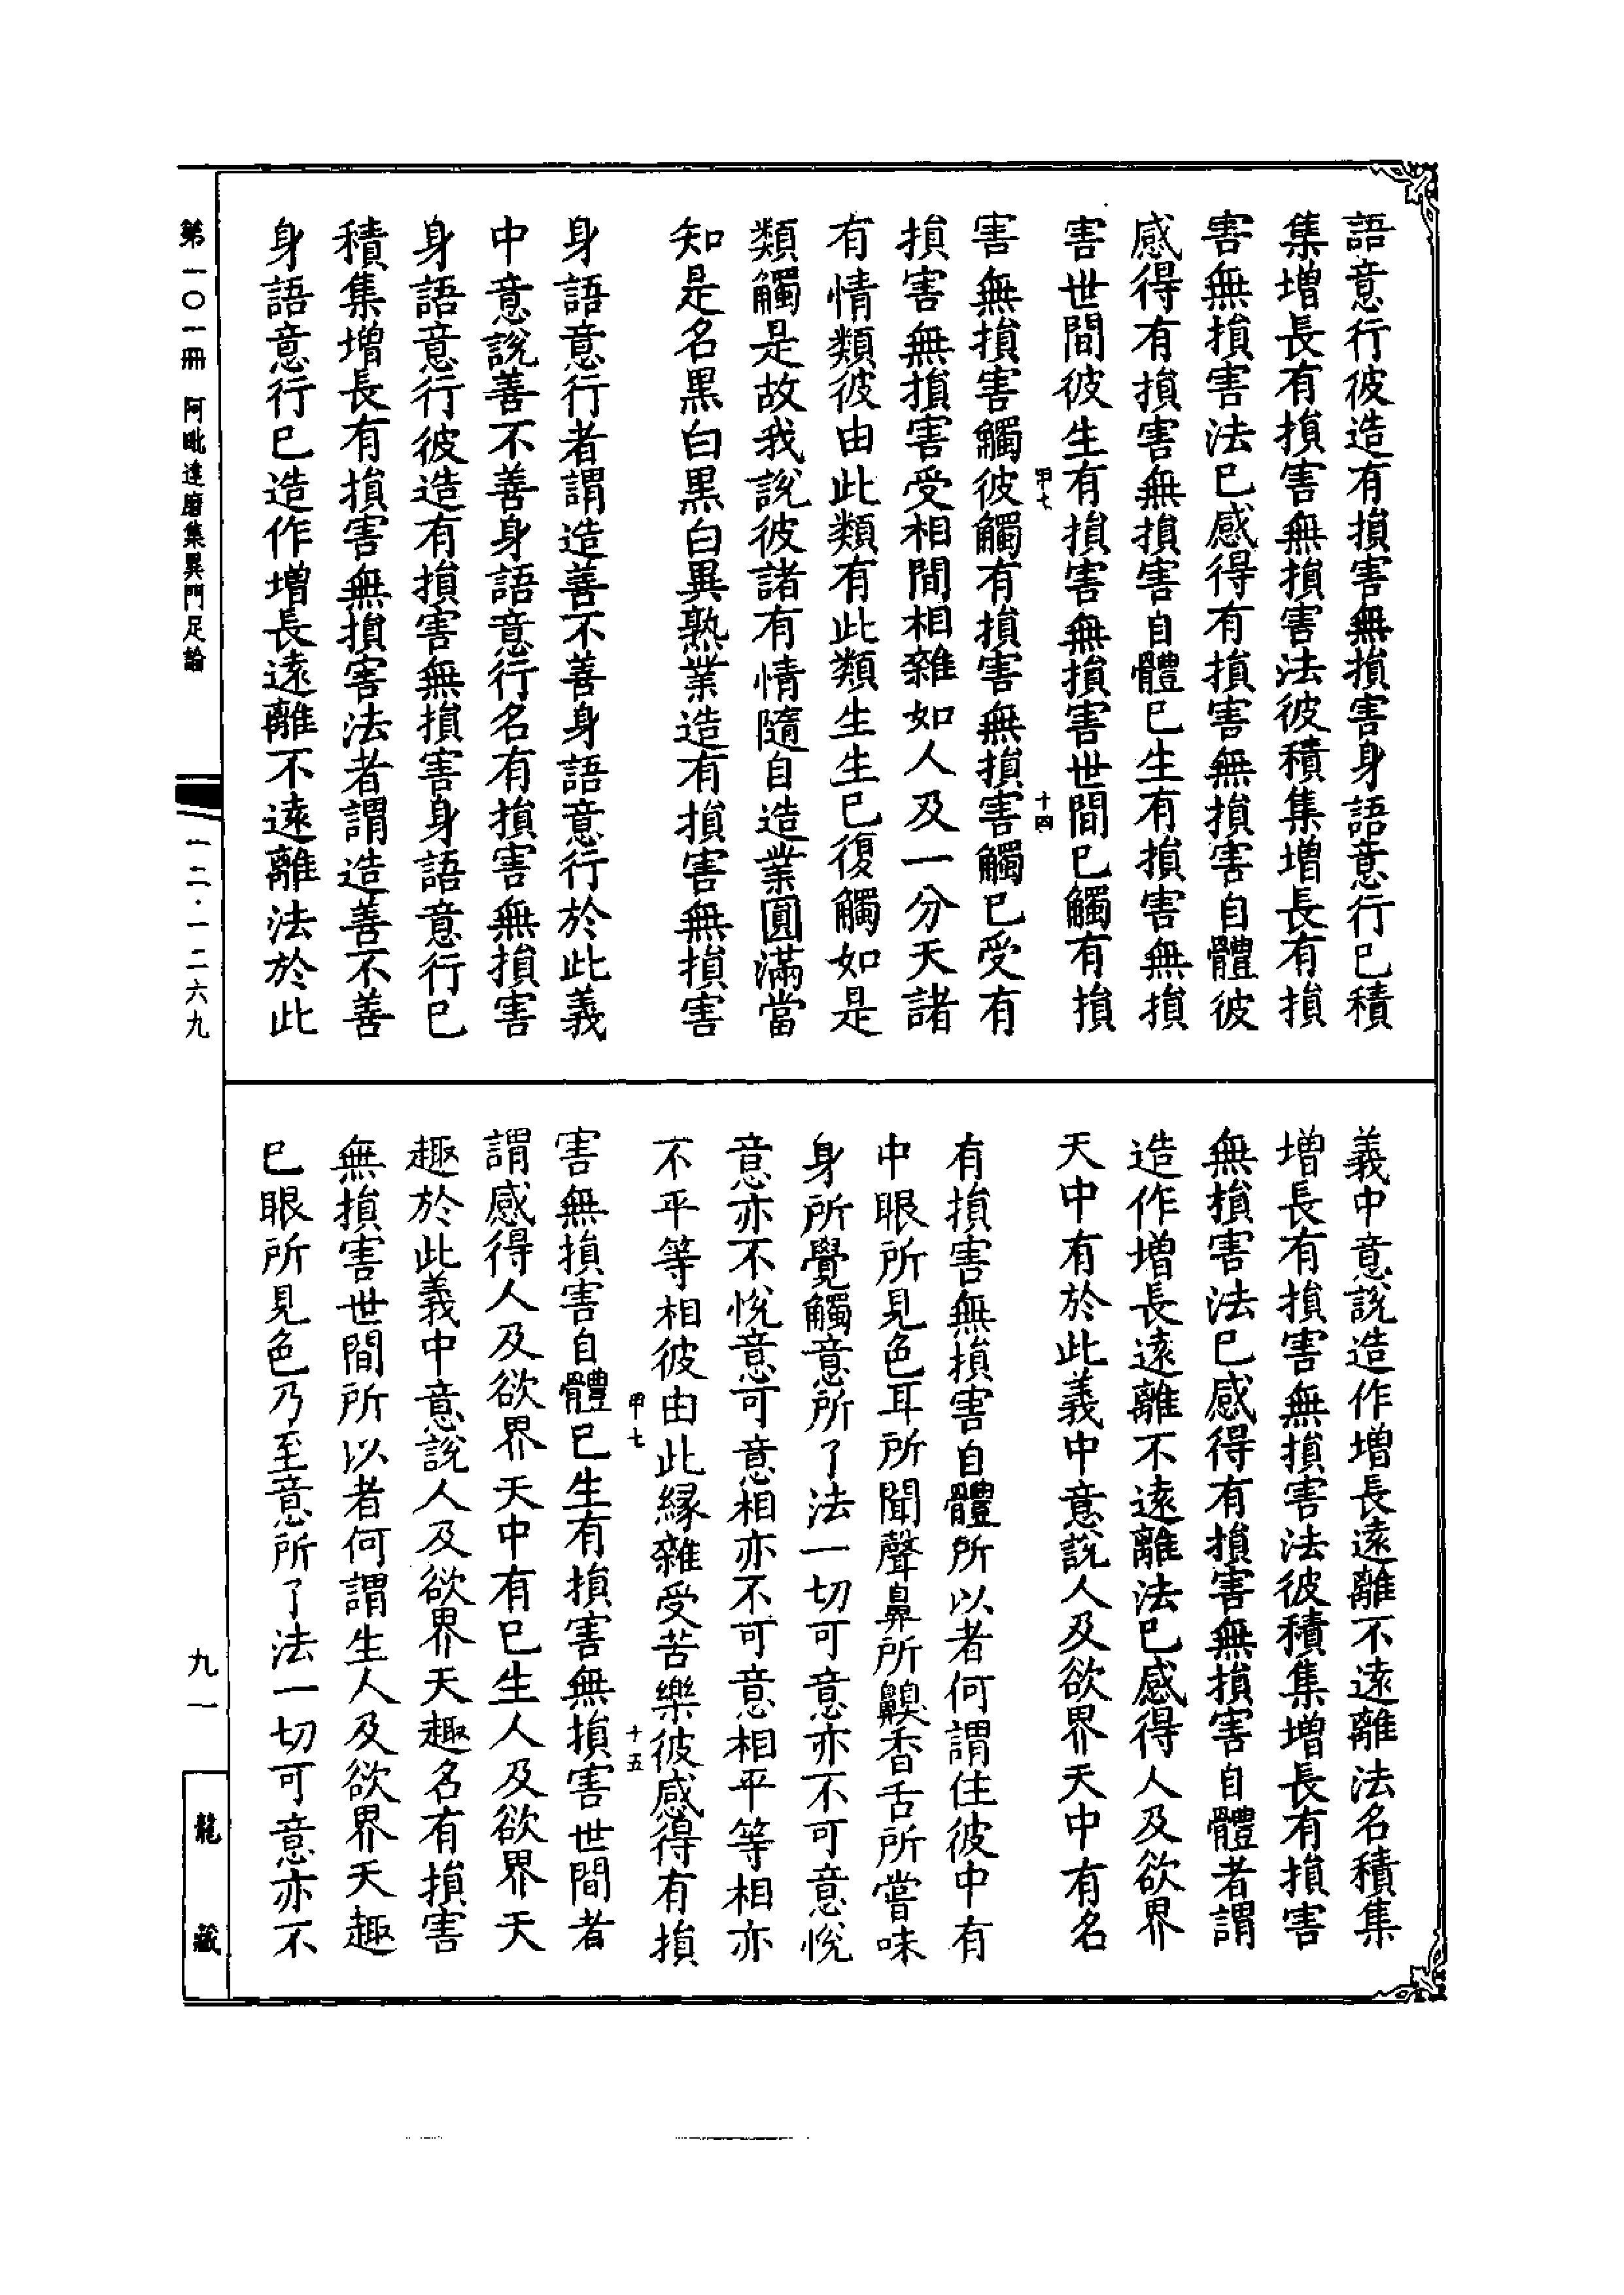 語意行彼造有損害無損害身語意行已積
集增長有損害無損害法彼積集增長有損
害無損害法已感得有損害無損害自體彼
感得有損害無損害自體已生有損害無損
害世間彼生有損害無損害世間已觸有損
甲七
十四
害無損害觸彼觸有損害無損害觸已受有
損害無損害受相間相雜如人及一分天諸
有情類彼由此類有此類生生已復觸如是
類觸是故我說彼諸有情隨自造業圓滿當
知是名黑白黑白異熟業造有損害無損害
身語意行者謂造善不善身語意行於此義
中意說善不善身語意行名有損害無損害
身語意行彼造有損害無損害身語意行已
積集增長有損害無損害法者謂造善不善
身語意行已造作增長遠離不遠離法於此
義中意說造作增長遠離不遠離法名積集
增長有損害無損害法彼積集增長有損害
無損害法已感得有損害無損害自體者謂
造作增長遠離不遠離法已感得人及欲界
天中有於此義中意說人及欲界天中有名
有損害無損害自體所以者何謂住彼中有
中眼所見色耳所聞聲鼻所齅香舌所嘗味
身所覺觸意所了法一切可意亦不可意悅
意亦不悅意可意相亦不可意相平等相亦
不平等相彼由此緣雜受苦樂彼感得有損
甲七
十五
害無損害自體已生有損害無損害世間者
謂感得人及欲界天中有已生人及欲界天
趣於此義中意說人及欲界天趣名有損害
無損害世間所以者何謂生人及欲界天趣
已眼所見色乃至意所了法一切可意亦不
第一〇一冊 阿毗達磨集異門足論
一二·一二六九
九一
龍藏